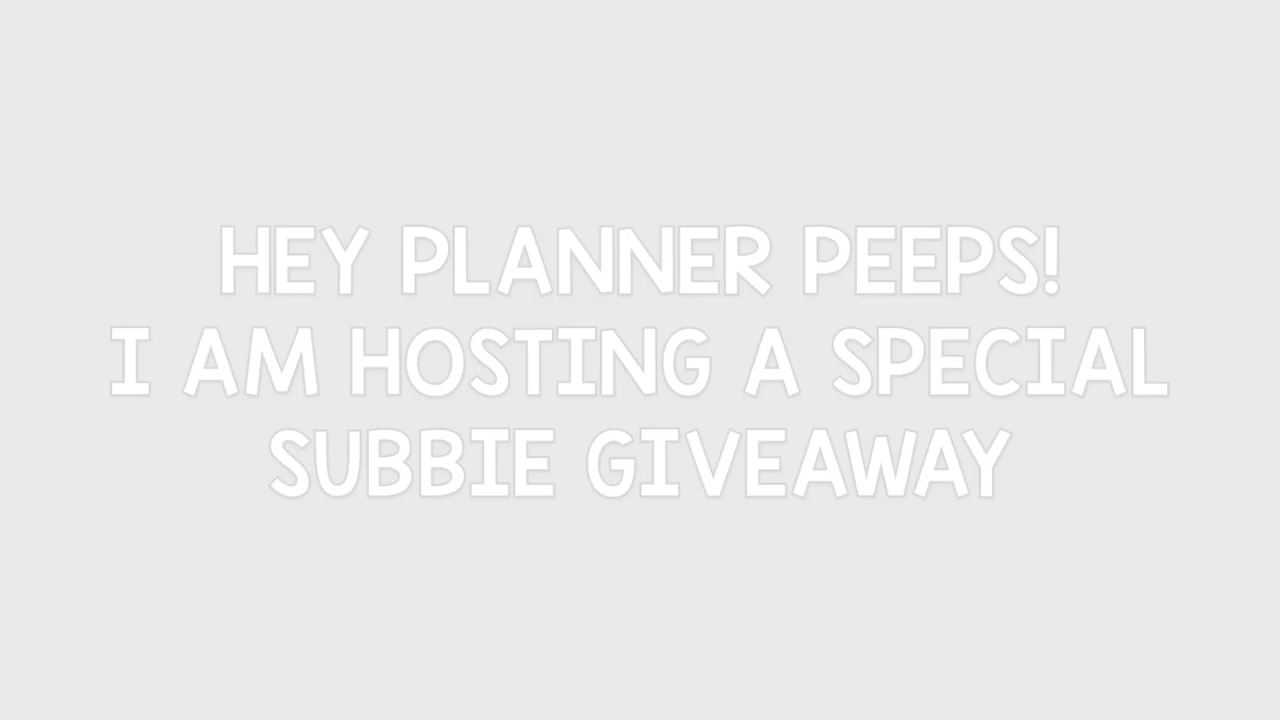 HEY PLANNER PEEPS!
I AM HOSTING A SPECIAL
SUBBIE GIVEAWAY